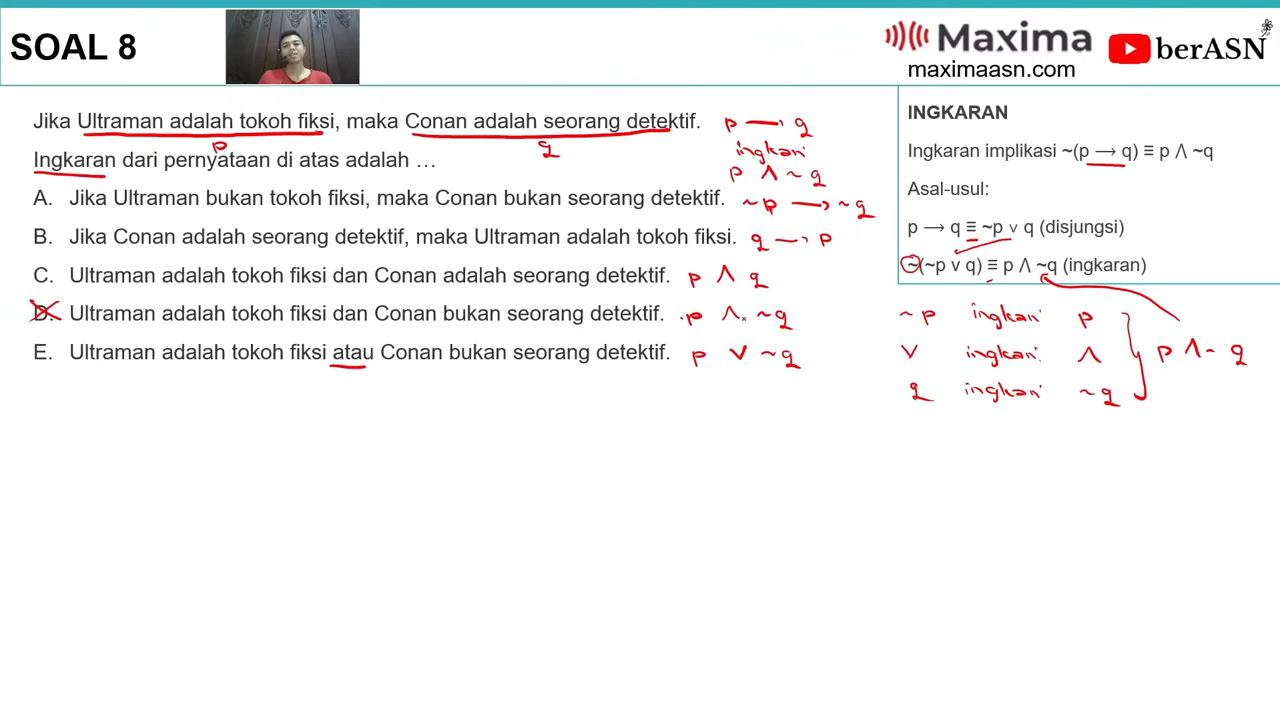 SOAL 8
Maxima
maximaasn.com
berASN
Jika Ultraman adalah tokoh fiksi, maka Conan adalah seorang detektif. p → q
p q ingkari
Ingkaran dari pernyataan di atas adalah …
p ∧ ~q
A. Jika Ultraman bukan tokoh fiksi, maka Conan bukan seorang detektif. ~p → ~q
B. Jika Conan adalah seorang detektif, maka Ultraman adalah tokoh fiksi. q → p
C. Ultraman adalah tokoh fiksi dan Conan adalah seorang detektif. p ∧ q
D. Ultraman adalah tokoh fiksi dan Conan bukan seorang detektif. p ∧ ~q
E. Ultraman adalah tokoh fiksi atau Conan bukan seorang detektif. p ∨ ~q
INGKARAN
Ingkaran implikasi ~(p → q) ≡ p ∧ ~q
Asal-usul:
p → q ≡ ~p ∨ q (disjungsi)
~(~p ∨ q) ≡ p ∧ ~q (ingkaran)
~p ingkari p
∨ ingkari ∧ p ∧ ~q
q ingkari ~q